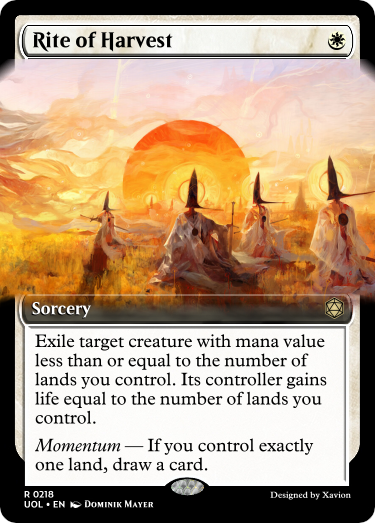 Rite of Harvest
Sorcery
Exile target creature with mana value
less than or equal to the number of
lands you control. Its controller gains
life equal to the number of lands you
control.
Momentum — If you control exactly
one land, draw a card.
R 0218
UOL • EN Dominik Mayer
Designed by Xavion